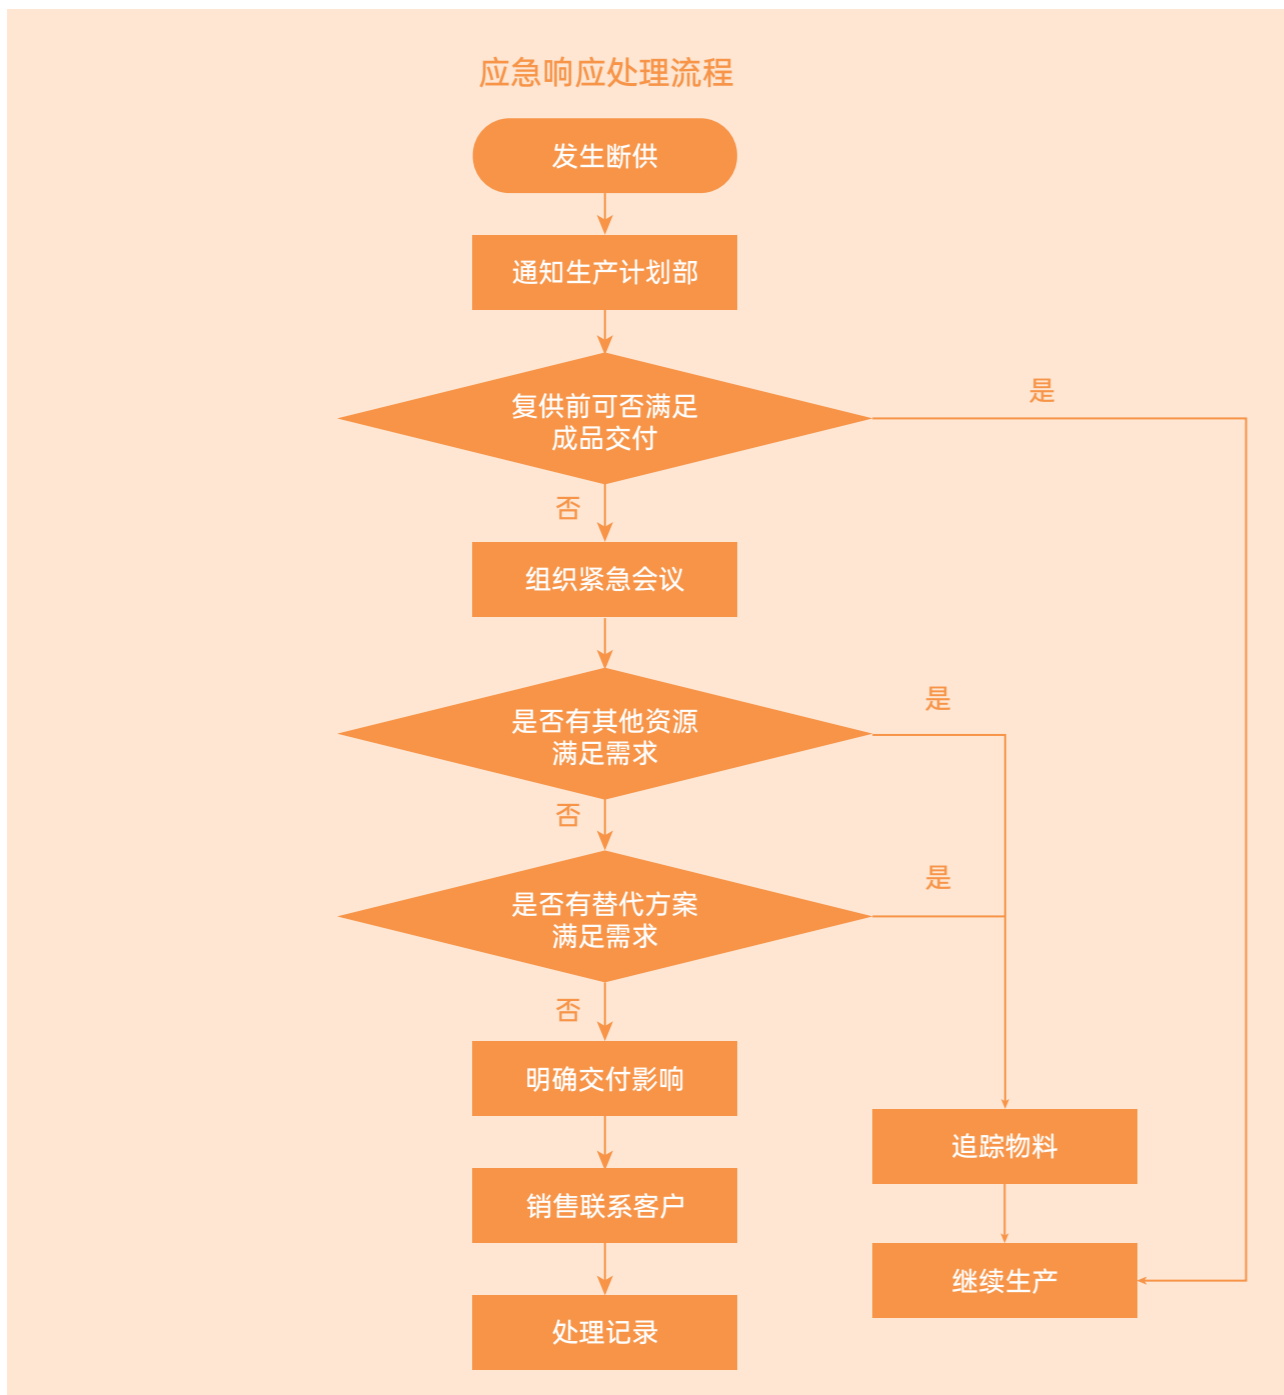 应急响应处理流程
发生断供
通知生产计划部
复供前可否满足
成品交付
是
否
组织紧急会议
是否有其他资源
满足需求
是
否
是否有替代方案
满足需求
是
否
明确交付影响
追踪物料
销售联系客户
继续生产
处理记录